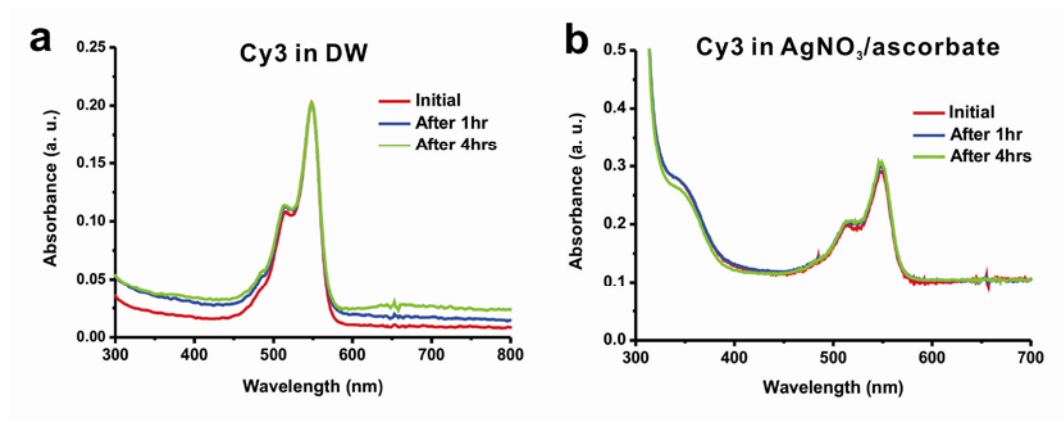 a
Cy3 in DW
0.25
0.20
0.15
0.10
0.05
0.00
Absorbance (a. u.)
Initial
After 1hr
After 4hrs
300 400 500 600 700 800
Wavelength (nm)
b
Cy3 in AgNO₃/ascorbate
0.5
0.4
0.3
0.2
0.1
Absorbance (a. u.)
Initial
After 1hr
After 4hrs
300 400 500 600 700
Wavelength (nm)